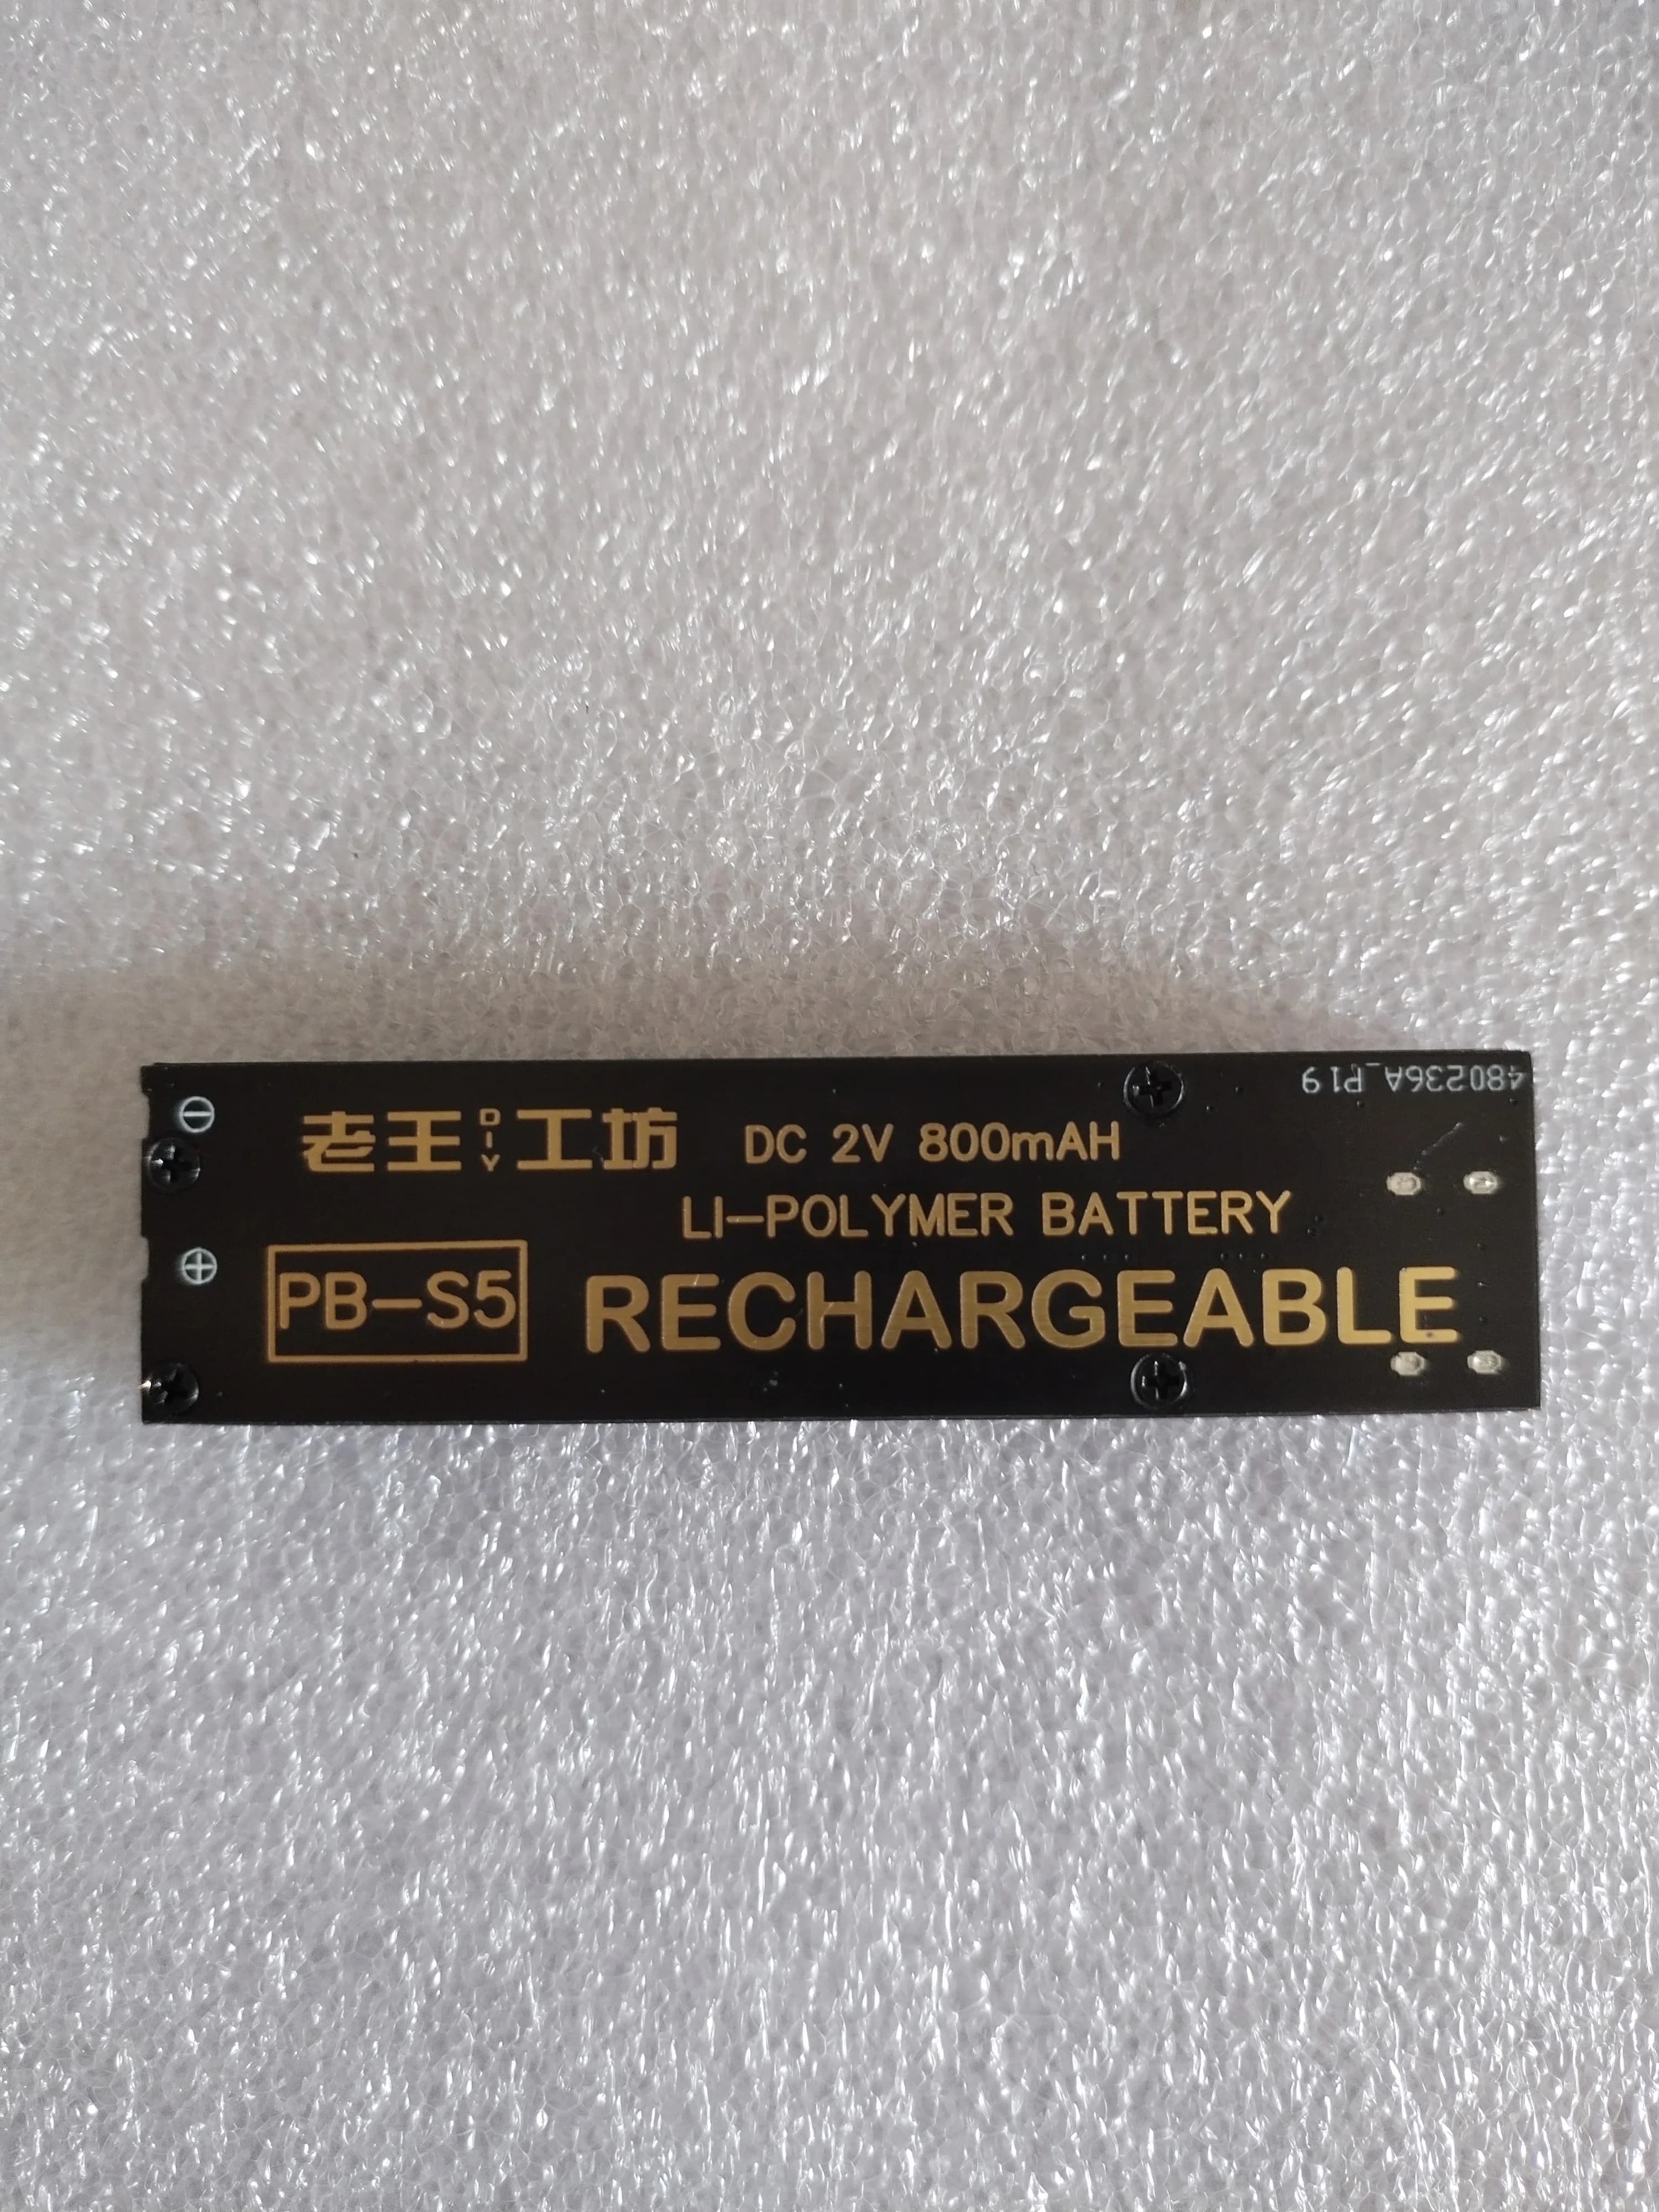 老王DIY工坊 DC 2V 800mAH
LI-POLYMER BATTERY
PB-S5 RECHARGEABLE
480236A_P19